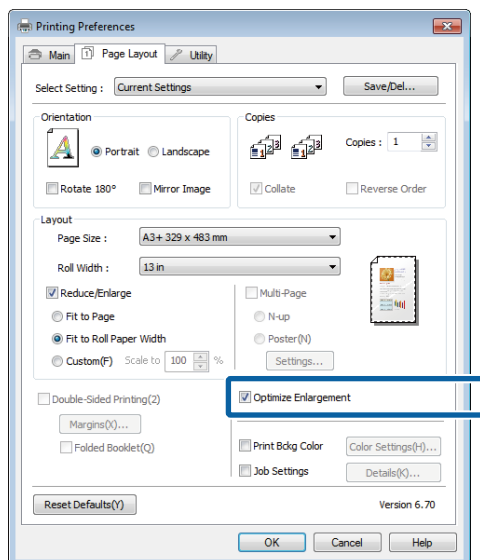 Printing Preferences
Main Page Layout Utility
Select Setting : Current Settings Save/Del...
Orientation Copies
Portrait Landscape Copies : 1
Rotate 180° Mirror Image Collate Reverse Order
Layout
Page Size : A3+ 329 x 483 mm
Roll Width : 13 in
Reduce/Enlarge Multi-Page
Fit to Page N-up
Fit to Roll Paper Width Poster(N)
Custom(F) Scale to 100 % Settings...
Double-Sided Printing(2) Optimize Enlargement
Margins(X)...
Folded Booklet(Q) Print Bckg Color Color Settings(H)...
Job Settings Details(K)...
Reset Defaults(Y) Version 6.70
OK Cancel Help